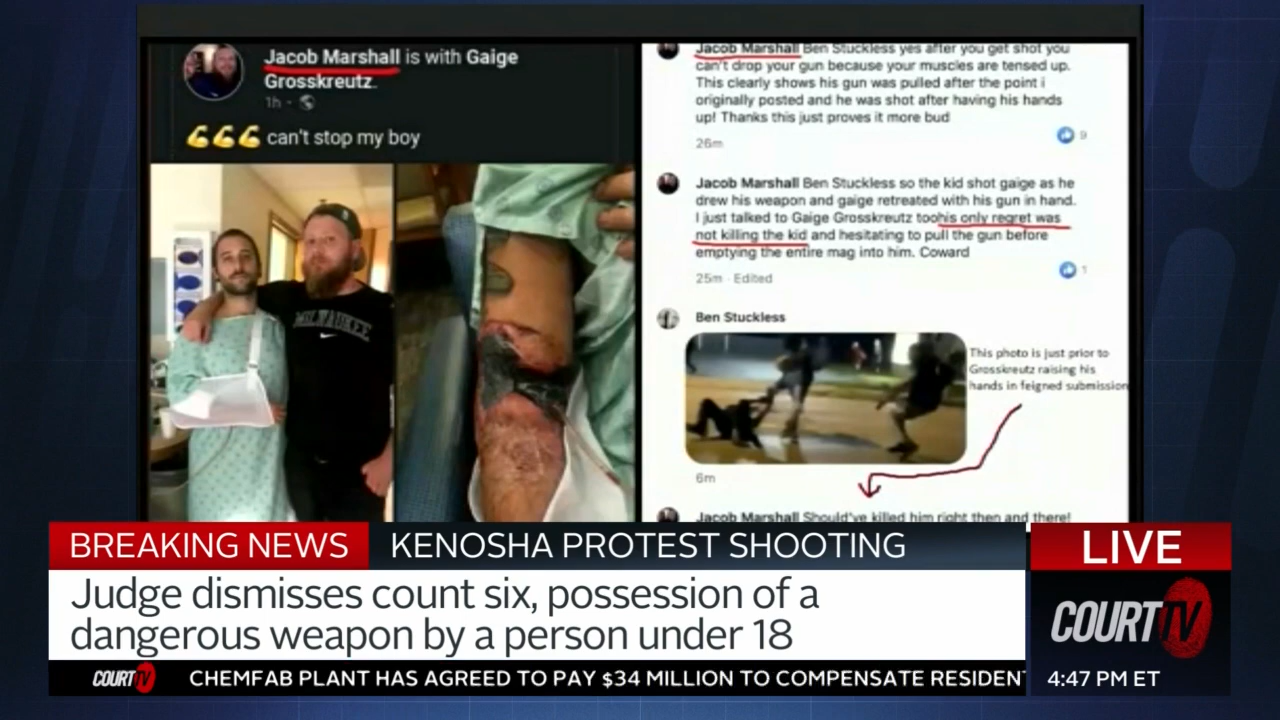 Jacob Marshall is with Gaige
Grosskreutz.
1h
💪💪💪 can't stop my boy
MILWAUKEE
Jacob Marshall Ben Stuckless yes after you get shot you
can't drop your gun because your muscles are tensed up.
This clearly shows his gun was pulled after the point i
originally posted and he was shot after having his hands
up! Thanks this just proves it more bud
26m
9
Jacob Marshall Ben Stuckless so the kid shot gaige as he
drew his weapon and gaige retreated with his gun in hand.
I just talked to Gaige Grosskreutz toohis only regret was
not killing the kid and hesitating to pull the gun before
emptying the entire mag into him. Coward
25m · Edited
1
Ben Stuckless
This photo is just prior to
Grosskreutz raising his
hands in feigned submission
6m
Jacob Marshall Should've killed him right then and there!
BREAKING NEWS
KENOSHA PROTEST SHOOTING
LIVE
Judge dismisses count six, possession of a
dangerous weapon by a person under 18
COURT TV
COURT TV
CHEMFAB PLANT HAS AGREED TO PAY $34 MILLION TO COMPENSATE RESIDENT
4:47 PM ET